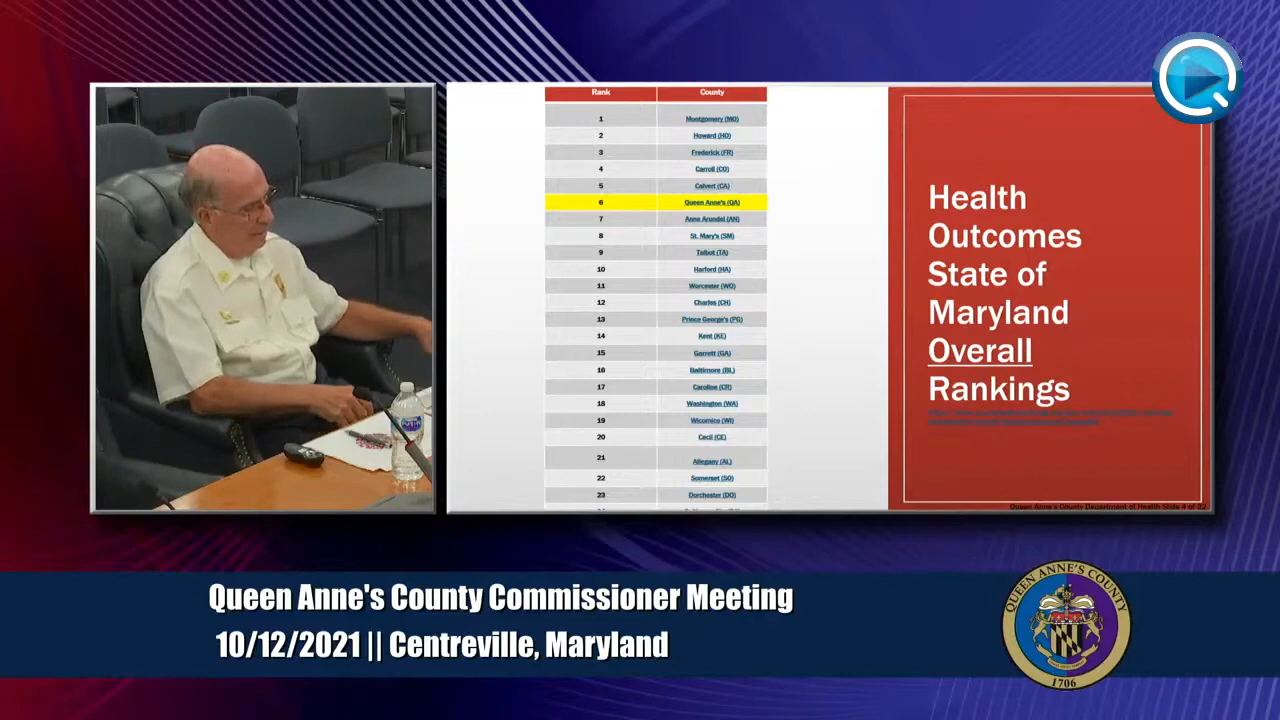 Rank County
1 Montgomery (MO)
2 Howard (HO)
3 Frederick (FR)
4 Carroll (CO)
5 Calvert (CA)
6 Queen Anne's (QA)
7 Anne Arundel (AN)
8 St. Mary's (SM)
9 Talbot (TA)
10 Harford (HA)
11 Worcester (WO)
12 Charles (CH)
13 Prince George's (PG)
14 Kent (KE)
15 Garrett (GA)
16 Baltimore (BL)
17 Caroline (CR)
18 Washington (WA)
19 Wicomico (WI)
20 Cecil (CE)
21 Allegany (AL)
22 Somerset (SO)
23 Dorchester (DO)
Health
Outcomes
State of
Maryland
Overall
Rankings
Queen Anne's County Department of Health Slide 4 of 22
Queen Anne's County Commissioner Meeting
10/12/2021 || Centreville, Maryland
QUEEN ANNE'S COUNTY
1706